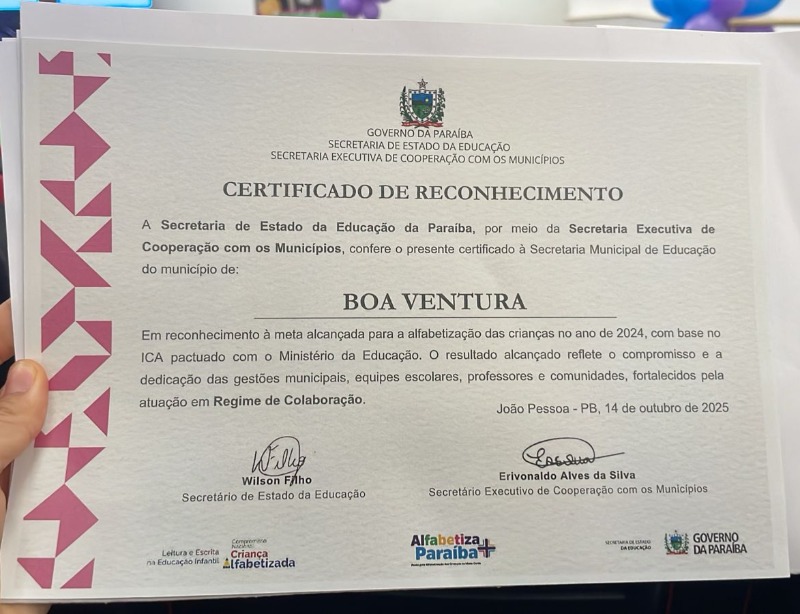 GOVERNO DA PARAÍBA
SECRETARIA DE ESTADO DA EDUCAÇÃO
SECRETARIA EXECUTIVA DE COOPERAÇÃO COM OS MUNICÍPIOS
CERTIFICADO DE RECONHECIMENTO
A Secretaria de Estado da Educação da Paraíba, por meio da Secretaria Executiva de
Cooperação com os Municípios, confere o presente certificado à Secretaria Municipal de Educação
do município de:
BOA VENTURA
Em reconhecimento à meta alcançada para a alfabetização das crianças no ano de 2024, com base no
ICA pactuado com o Ministério da Educação. O resultado alcançado reflete o compromisso e a
dedicação das gestões municipais, equipes escolares, professores e comunidades, fortalecidos pela
atuação em Regime de Colaboração.
João Pessoa - PB, 14 de outubro de 2025
Wilson Filho
Secretário de Estado da Educação
Erivonaldo Alves da Silva
Secretário Executivo de Cooperação com os Municípios
Leitura e Escrita
na Educação Infantil
Compromisso
Nacional
Criança
Alfabetizada
Alfabetiza
Paraíba+
SECRETARIA DE ESTADO
DA EDUCAÇÃO
GOVERNO
DA PARAÍBA